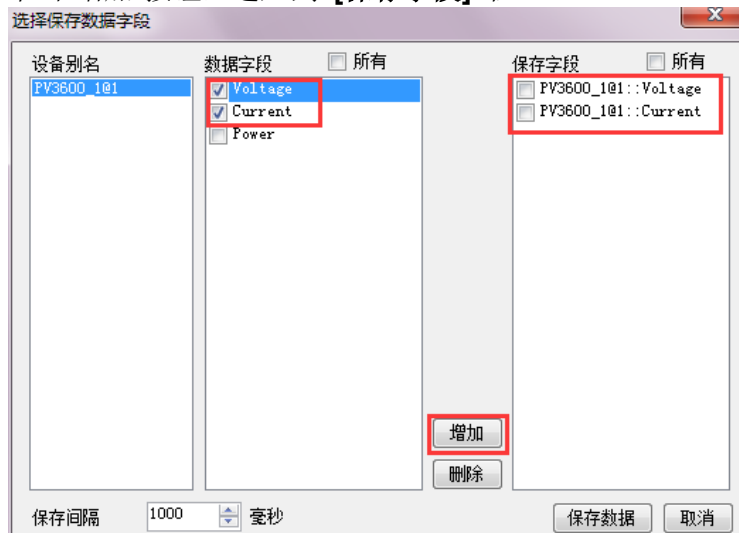 选择保存数据字段
设备别名 数据字段 所有 保存字段 所有
PV3600_1@1 Voltage PV3600_1@1::Voltage
Current PV3600_1@1::Current
Power
增加
删除
保存间隔 1000 毫秒 保存数据 取消